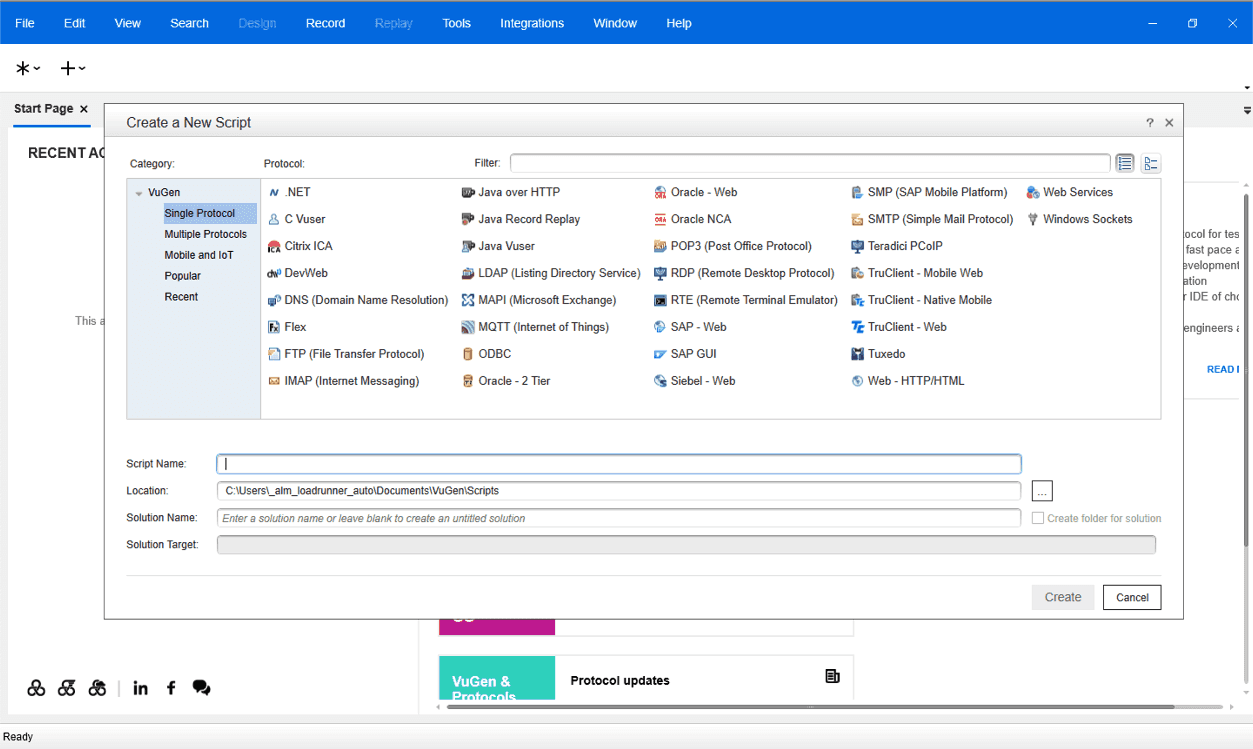 File Edit View Search Design Record Replay Tools Integrations Window Help
Start Page
RECENT AC
Create a New Script
Category:
Protocol:
Filter:
VuGen
Single Protocol
Multiple Protocols
Mobile and IoT
Popular
Recent
.NET
C Vuser
Citrix ICA
DevWeb
DNS (Domain Name Resolution)
Flex
FTP (File Transfer Protocol)
IMAP (Internet Messaging)
Java over HTTP
Java Record Replay
Java Vuser
LDAP (Listing Directory Service)
MAPI (Microsoft Exchange)
MQTT (Internet of Things)
ODBC
Oracle - 2 Tier
Oracle - Web
Oracle NCA
POP3 (Post Office Protocol)
RDP (Remote Desktop Protocol)
RTE (Remote Terminal Emulator)
SAP - Web
SAP GUI
Siebel - Web
SMP (SAP Mobile Platform)
SMTP (Simple Mail Protocol)
Teradici PCoIP
TruClient - Mobile Web
TruClient - Native Mobile
TruClient - Web
Tuxedo
Web - HTTP/HTML
Web Services
Windows Sockets
This a
ocol for tes
fast pace a
evelopment
ation
r IDE of cho
engineers a
READ
Script Name:
Location: C:\Users\_alm_loadrunner_auto\Documents\VuGen\Scripts ...
Solution Name: Enter a solution name or leave blank to create an untitled solution Create folder for solution
Solution Target:
Create Cancel
VuGen &
Protocols
Protocol updates
Ready